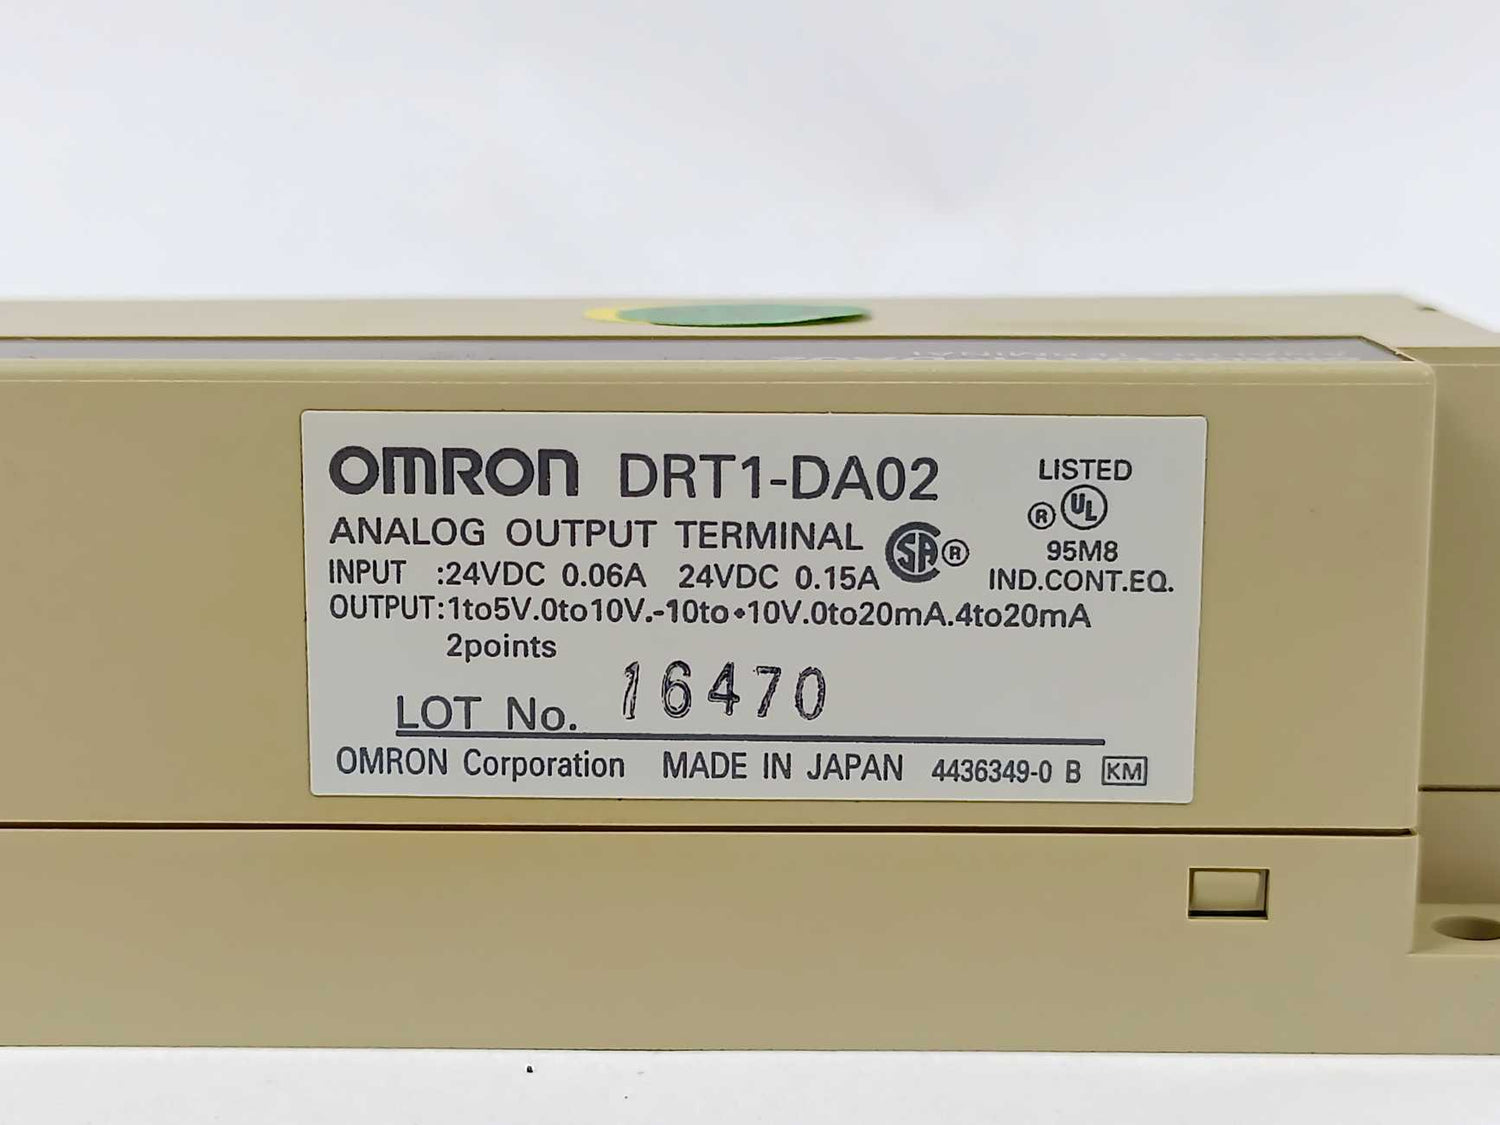 OMRON DRT1-DA02
LISTED
ANALOG OUTPUT TERMINAL SA ® ® UL
95M8
INPUT :24VDC 0.06A 24VDC 0.15A IND.CONT.EQ.
OUTPUT:1to5V.0to10V.-10to+10V.0to20mA.4to20mA
2points
LOT No. 16470
OMRON Corporation MADE IN JAPAN 4436349-0 B KM